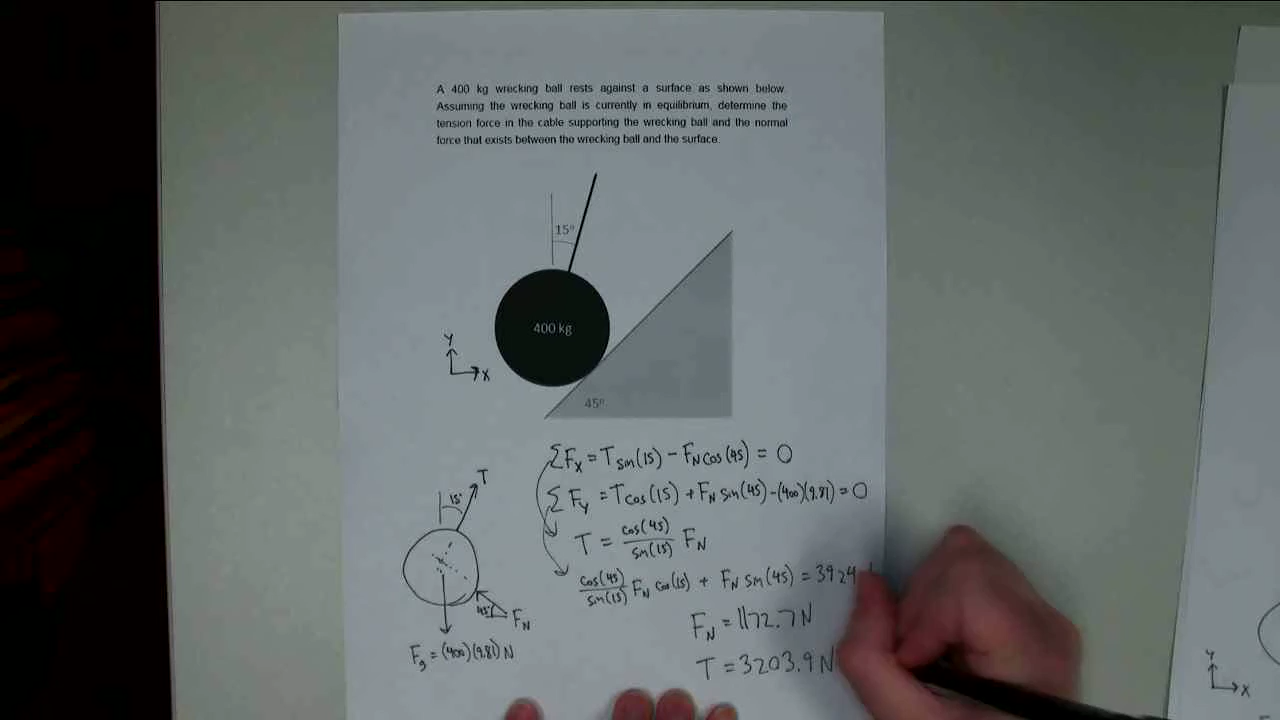 A 400 kg wrecking ball rests against a surface as shown below.
Assuming the wrecking ball is currently in equilibrium, determine the
tension force in the cable supporting the wrecking ball and the normal
force that exists between the wrecking ball and the surface.
15°
400 kg
Y
X
45°
ΣFx = T sin(15) - FN cos(45) = 0
ΣFy = T cos(15) + FN sin(45) - (400)(9.81) = 0
T = cos(45)/sin(15) FN
cos(45)/sin(15) FN cos(15) + FN sin(45) = 3924
FN = 1172.7 N
T = 3203.9 N
T
15°
45°
FN
Fg = (400)(9.81) N
Y
X